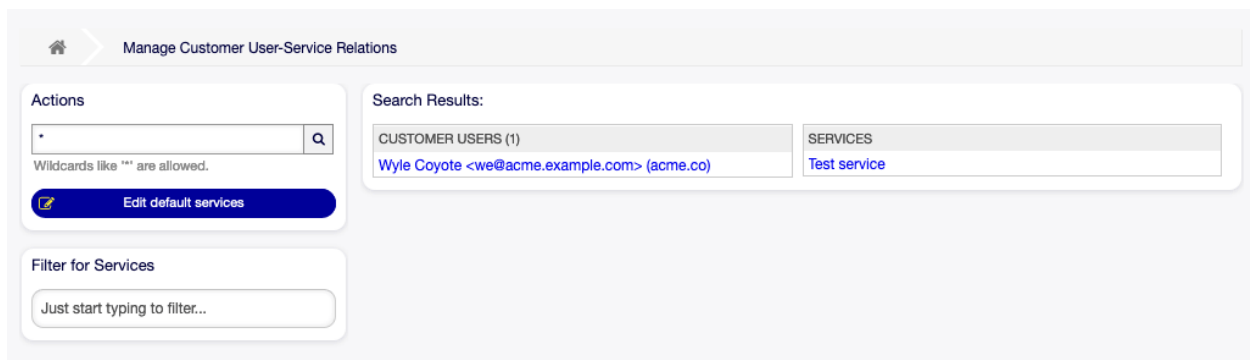 Manage Customer User-Service Relations
Actions
*
Wildcards like '*' are allowed.
Edit default services
Filter for Services
Just start typing to filter...
Search Results:
CUSTOMER USERS (1)
Wyle Coyote <we@acme.example.com> (acme.co)
SERVICES
Test service